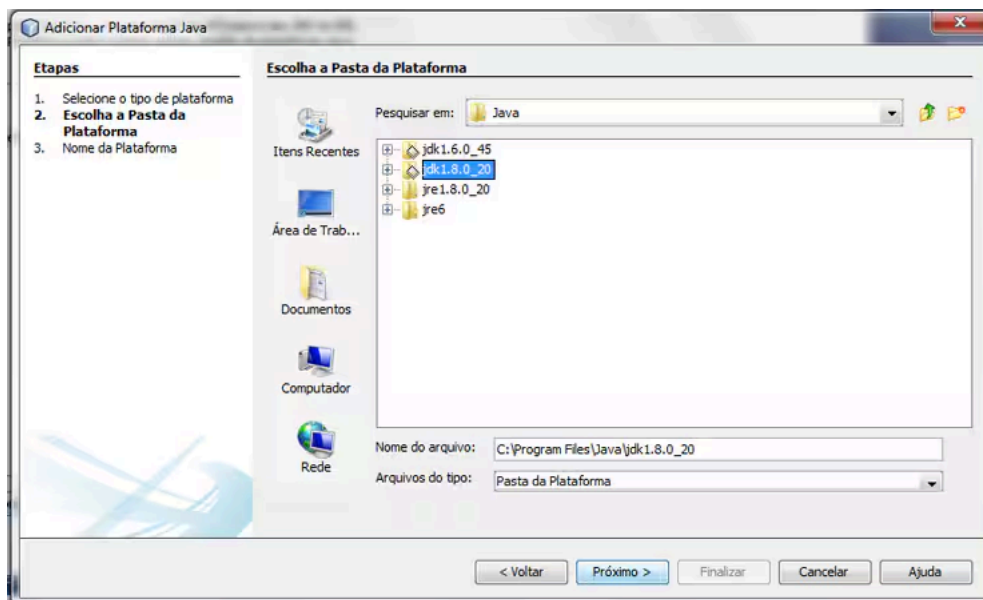 Adicionar Plataforma Java
Etapas
1. Selecione o tipo de plataforma
2. Escolha a Pasta da
Plataforma
3. Nome da Plataforma
Escolha a Pasta da Plataforma
Pesquisar em: Java
Itens Recentes
Área de Trab...
Documentos
Computador
Rede
jdk1.6.0_45
jdk1.8.0_20
jre1.8.0_20
jre6
Nome do arquivo: C:\Program Files\Java\jdk1.8.0_20
Arquivos do tipo: Pasta da Plataforma
< Voltar
Próximo >
Finalizar
Cancelar
Ajuda